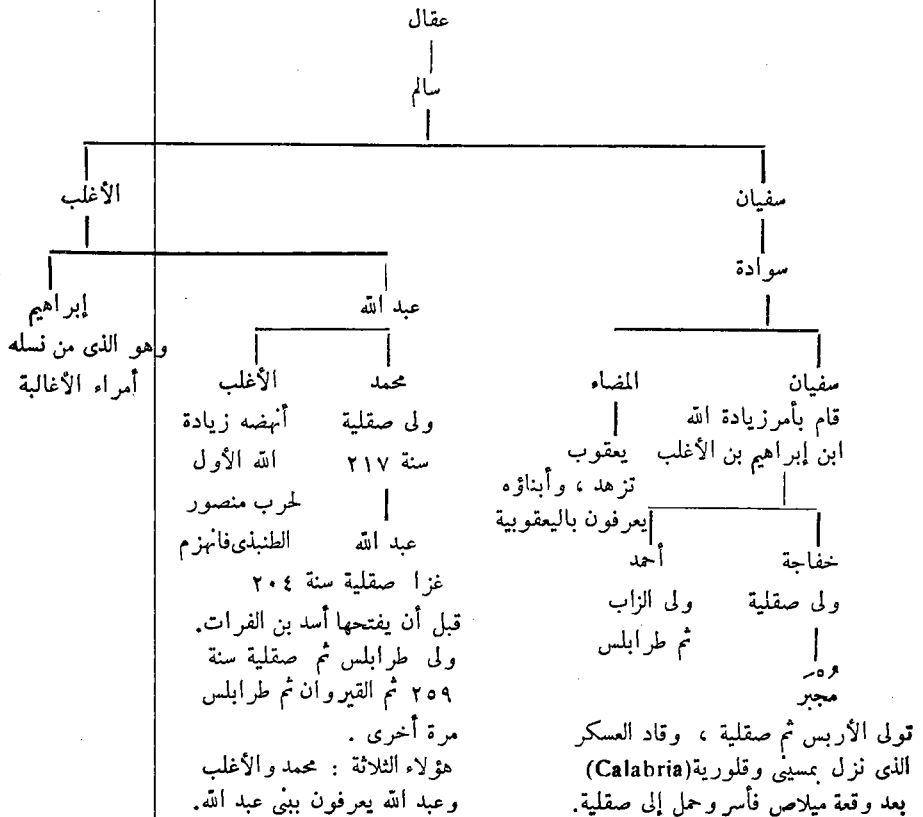 عقال
سالم
سفيان
الأغلب
سوادة
عبد الله
إبراهيم
وهو الذى من نسله
أمراء الأغالبة
سفيان
قام بأمر زيادة الله
ابن إبراهيم بن الأغلب
المضاء
يعقوب
تزهد ، وأبناؤه
يعرفون باليعقوبية
محمد
ولى صقلية
سنة ٢١٧
عبد الله
غزا صقلية سنة ٢٠٤
قبل أن يفتحها أسد بن الفرات.
ولى طرابلس ثم صقلية سنة
٢٥٩ ثم القيروان ثم طرابلس
مرة أخرى .
هؤلاء الثلاثة : محمد والأغلب
وعبد الله يعرفون ببنى عبد الله.
الأغلب
أنهضه زيادة
الله الأول
لحرب منصور
الطنبذى فانهزم
خفاجة
ولى صقلية
أحمد
ولى الزاب
ثم طرابلس
مُجْبَر
تولى الأربس ثم صقلية ، وقاد العسكر
الذى نزل بمسينى وقلورية (Calabria)
بعد وقعة ميلاص فأسر وحمل إلى صقلية.